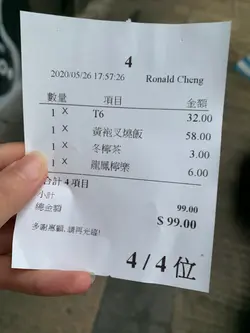 4
2020/05/26 17:57:26 Ronald Cheng
數量 項目 金額
1 X T6 32.00
1 X 黃袍叉燒飯 58.00
1 X 冬檸茶 3.00
1 X 龍鳳檸樂 6.00
合計 4 項目
小計 99.00
總金額 $ 99.00
多謝惠顧,請再光臨!
4 / 4 位